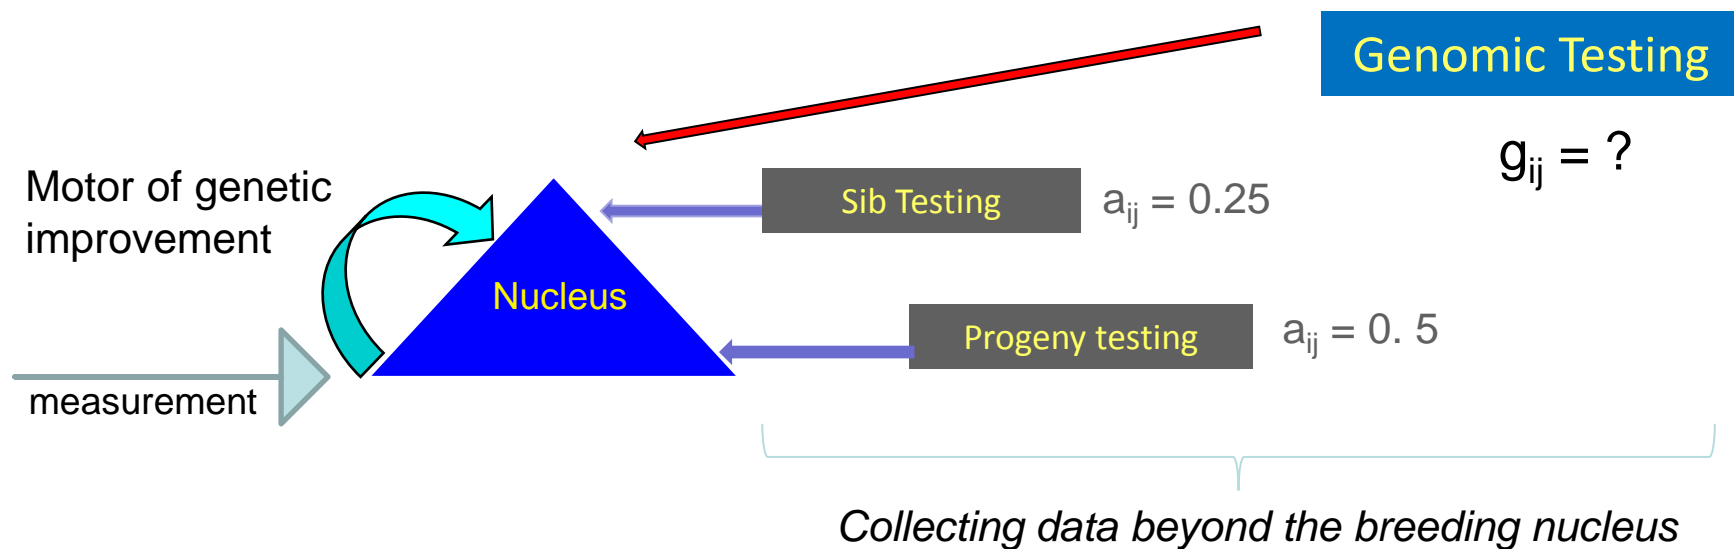 Genomic Testing
g_ij = ?
Motor of genetic
improvement
Sib Testing
a_ij = 0.25
Nucleus
Progeny testing
a_ij = 0. 5
measurement
Collecting data beyond the breeding nucleus